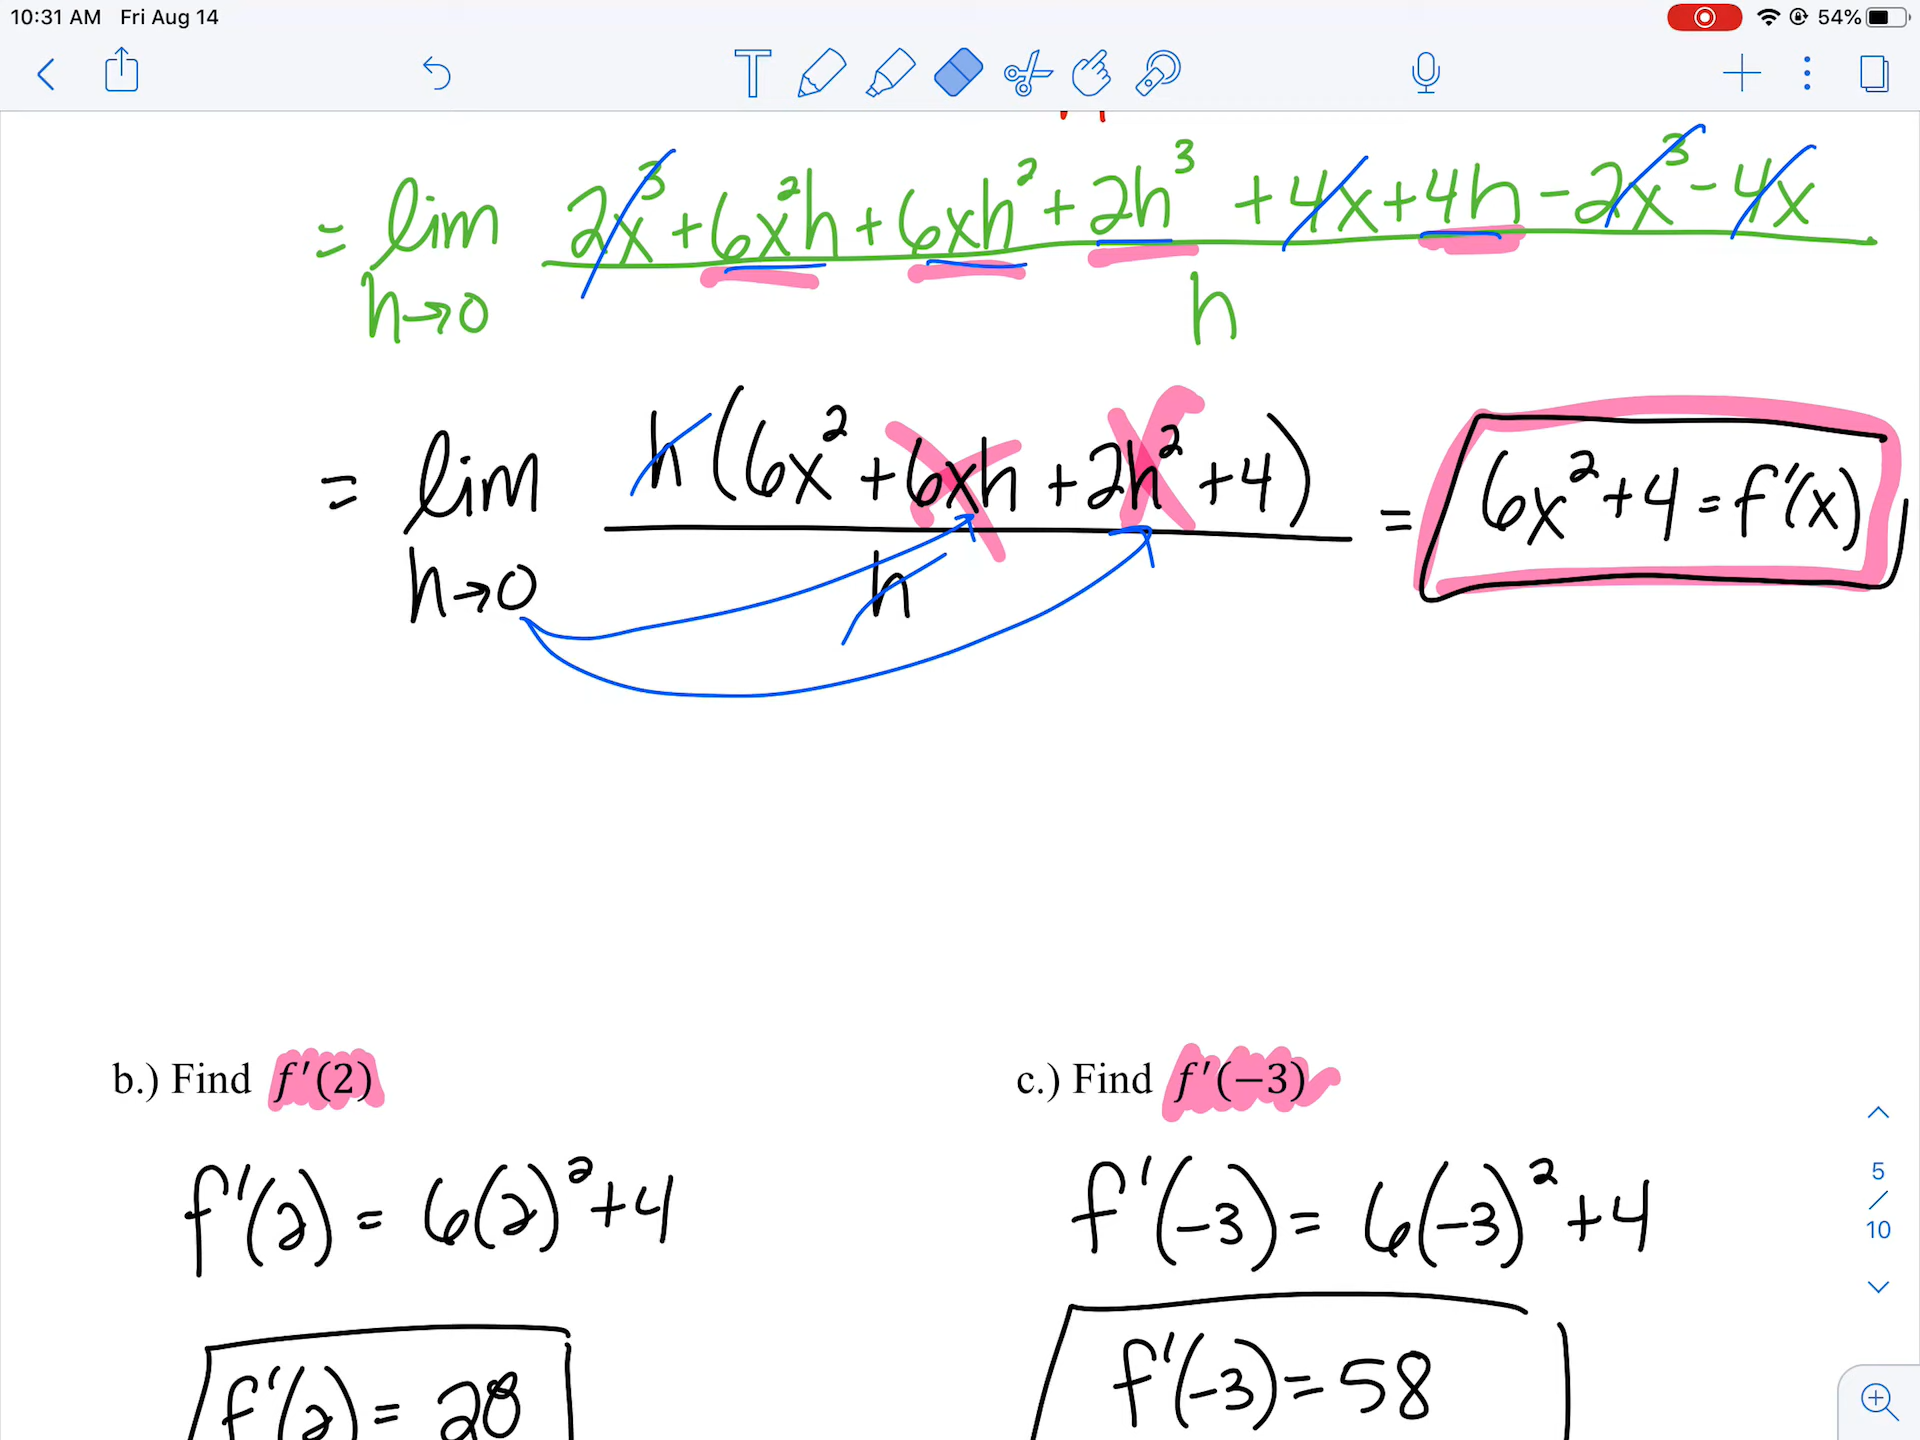 10:31 AM Fri Aug 14 54%
T
= lim 2x³ + 6x²h + 6xh² + 2h³ + 4x + 4h − 2x³ − 4x
h→0 h
= lim h(6x² + 6xh + 2h² + 4) = 6x² + 4 = f'(x)
h→0 h
b.) Find f′(2)
f'(2) = 6(2)² + 4
f'(2) = 28
c.) Find f′(−3)
f'(−3) = 6(−3)² + 4
f'(−3) = 58
5
/
10